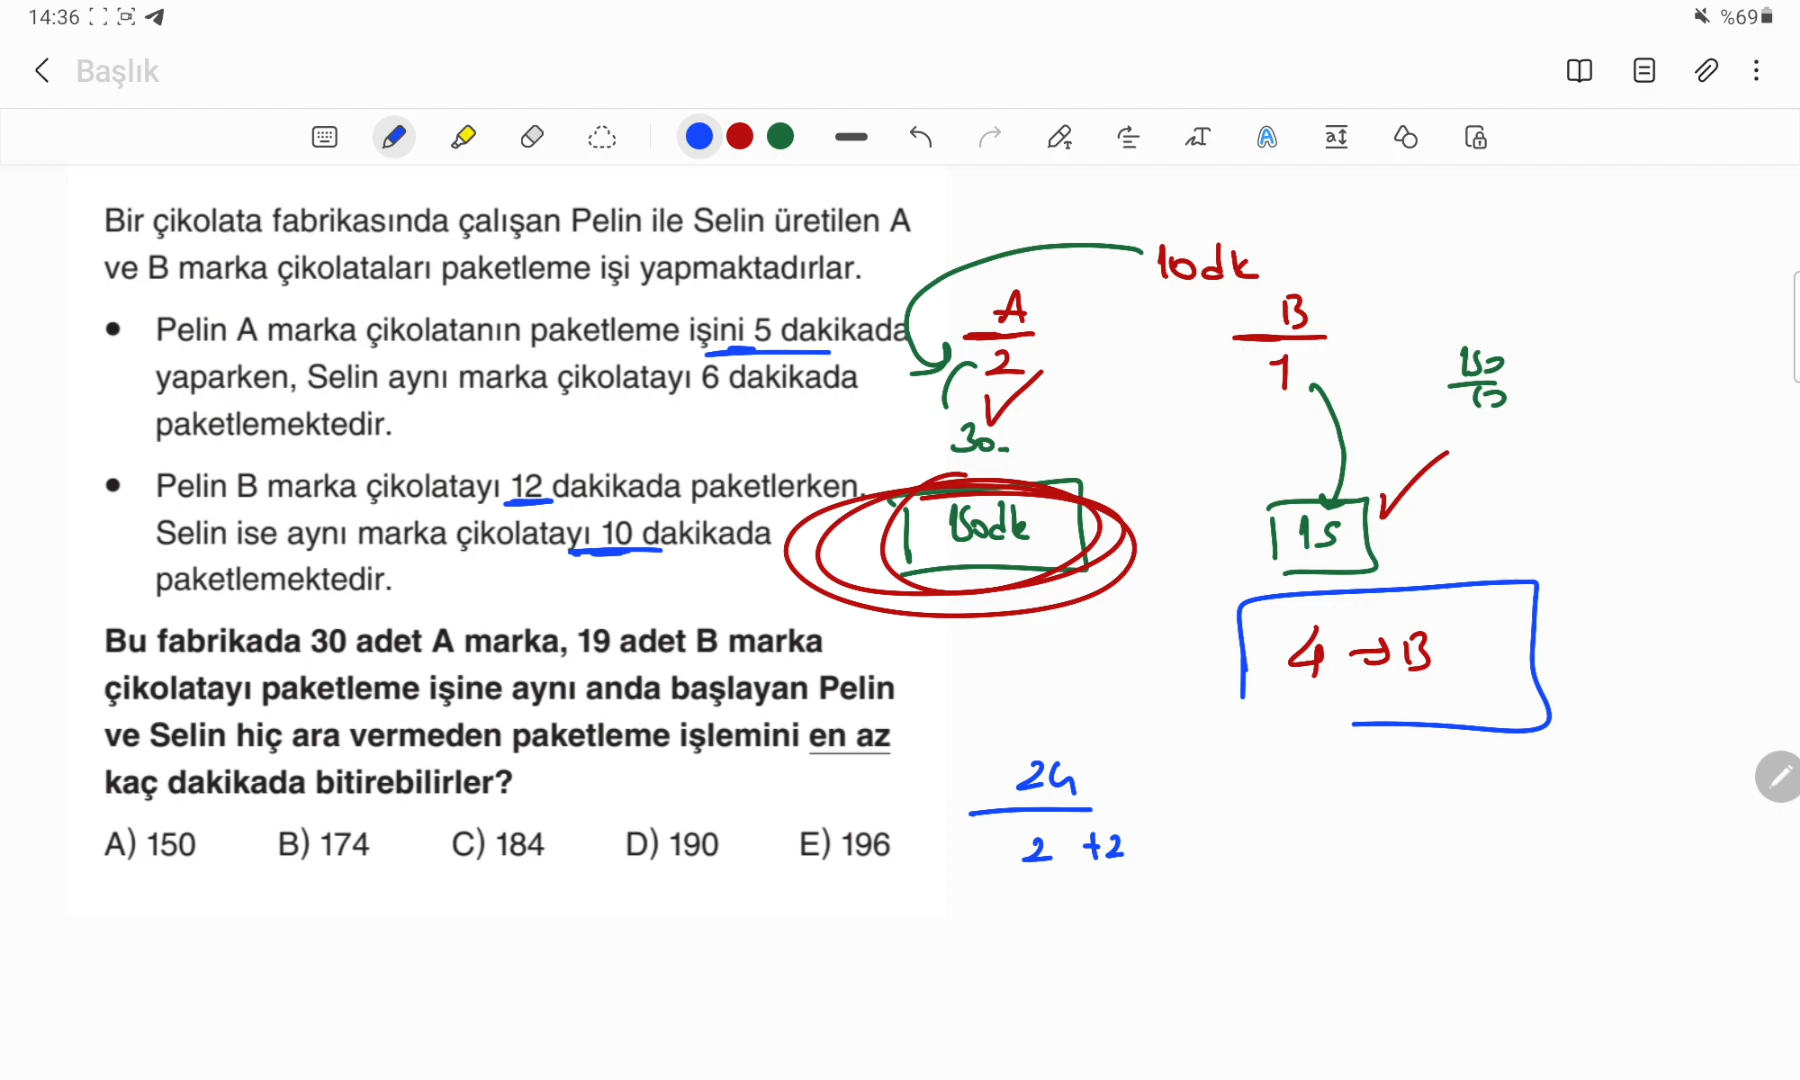 14:36
%69
Başlık
Bir çikolata fabrikasında çalışan Pelin ile Selin üretilen A
ve B marka çikolataları paketleme işi yapmaktadırlar.
• Pelin A marka çikolatanın paketleme işini 5 dakikada
yaparken, Selin aynı marka çikolatayı 6 dakikada
paketlemektedir.
• Pelin B marka çikolatayı 12 dakikada paketlerken,
Selin ise aynı marka çikolatayı 10 dakikada
paketlemektedir.
Bu fabrikada 30 adet A marka, 19 adet B marka
çikolatayı paketleme işine aynı anda başlayan Pelin
ve Selin hiç ara vermeden paketleme işlemini en az
kaç dakikada bitirebilirler?
A) 150 B) 174 C) 184 D) 190 E) 196
10dk
A
2
B
1
30
150dk
150
10
15
4 → B
24
2 +2